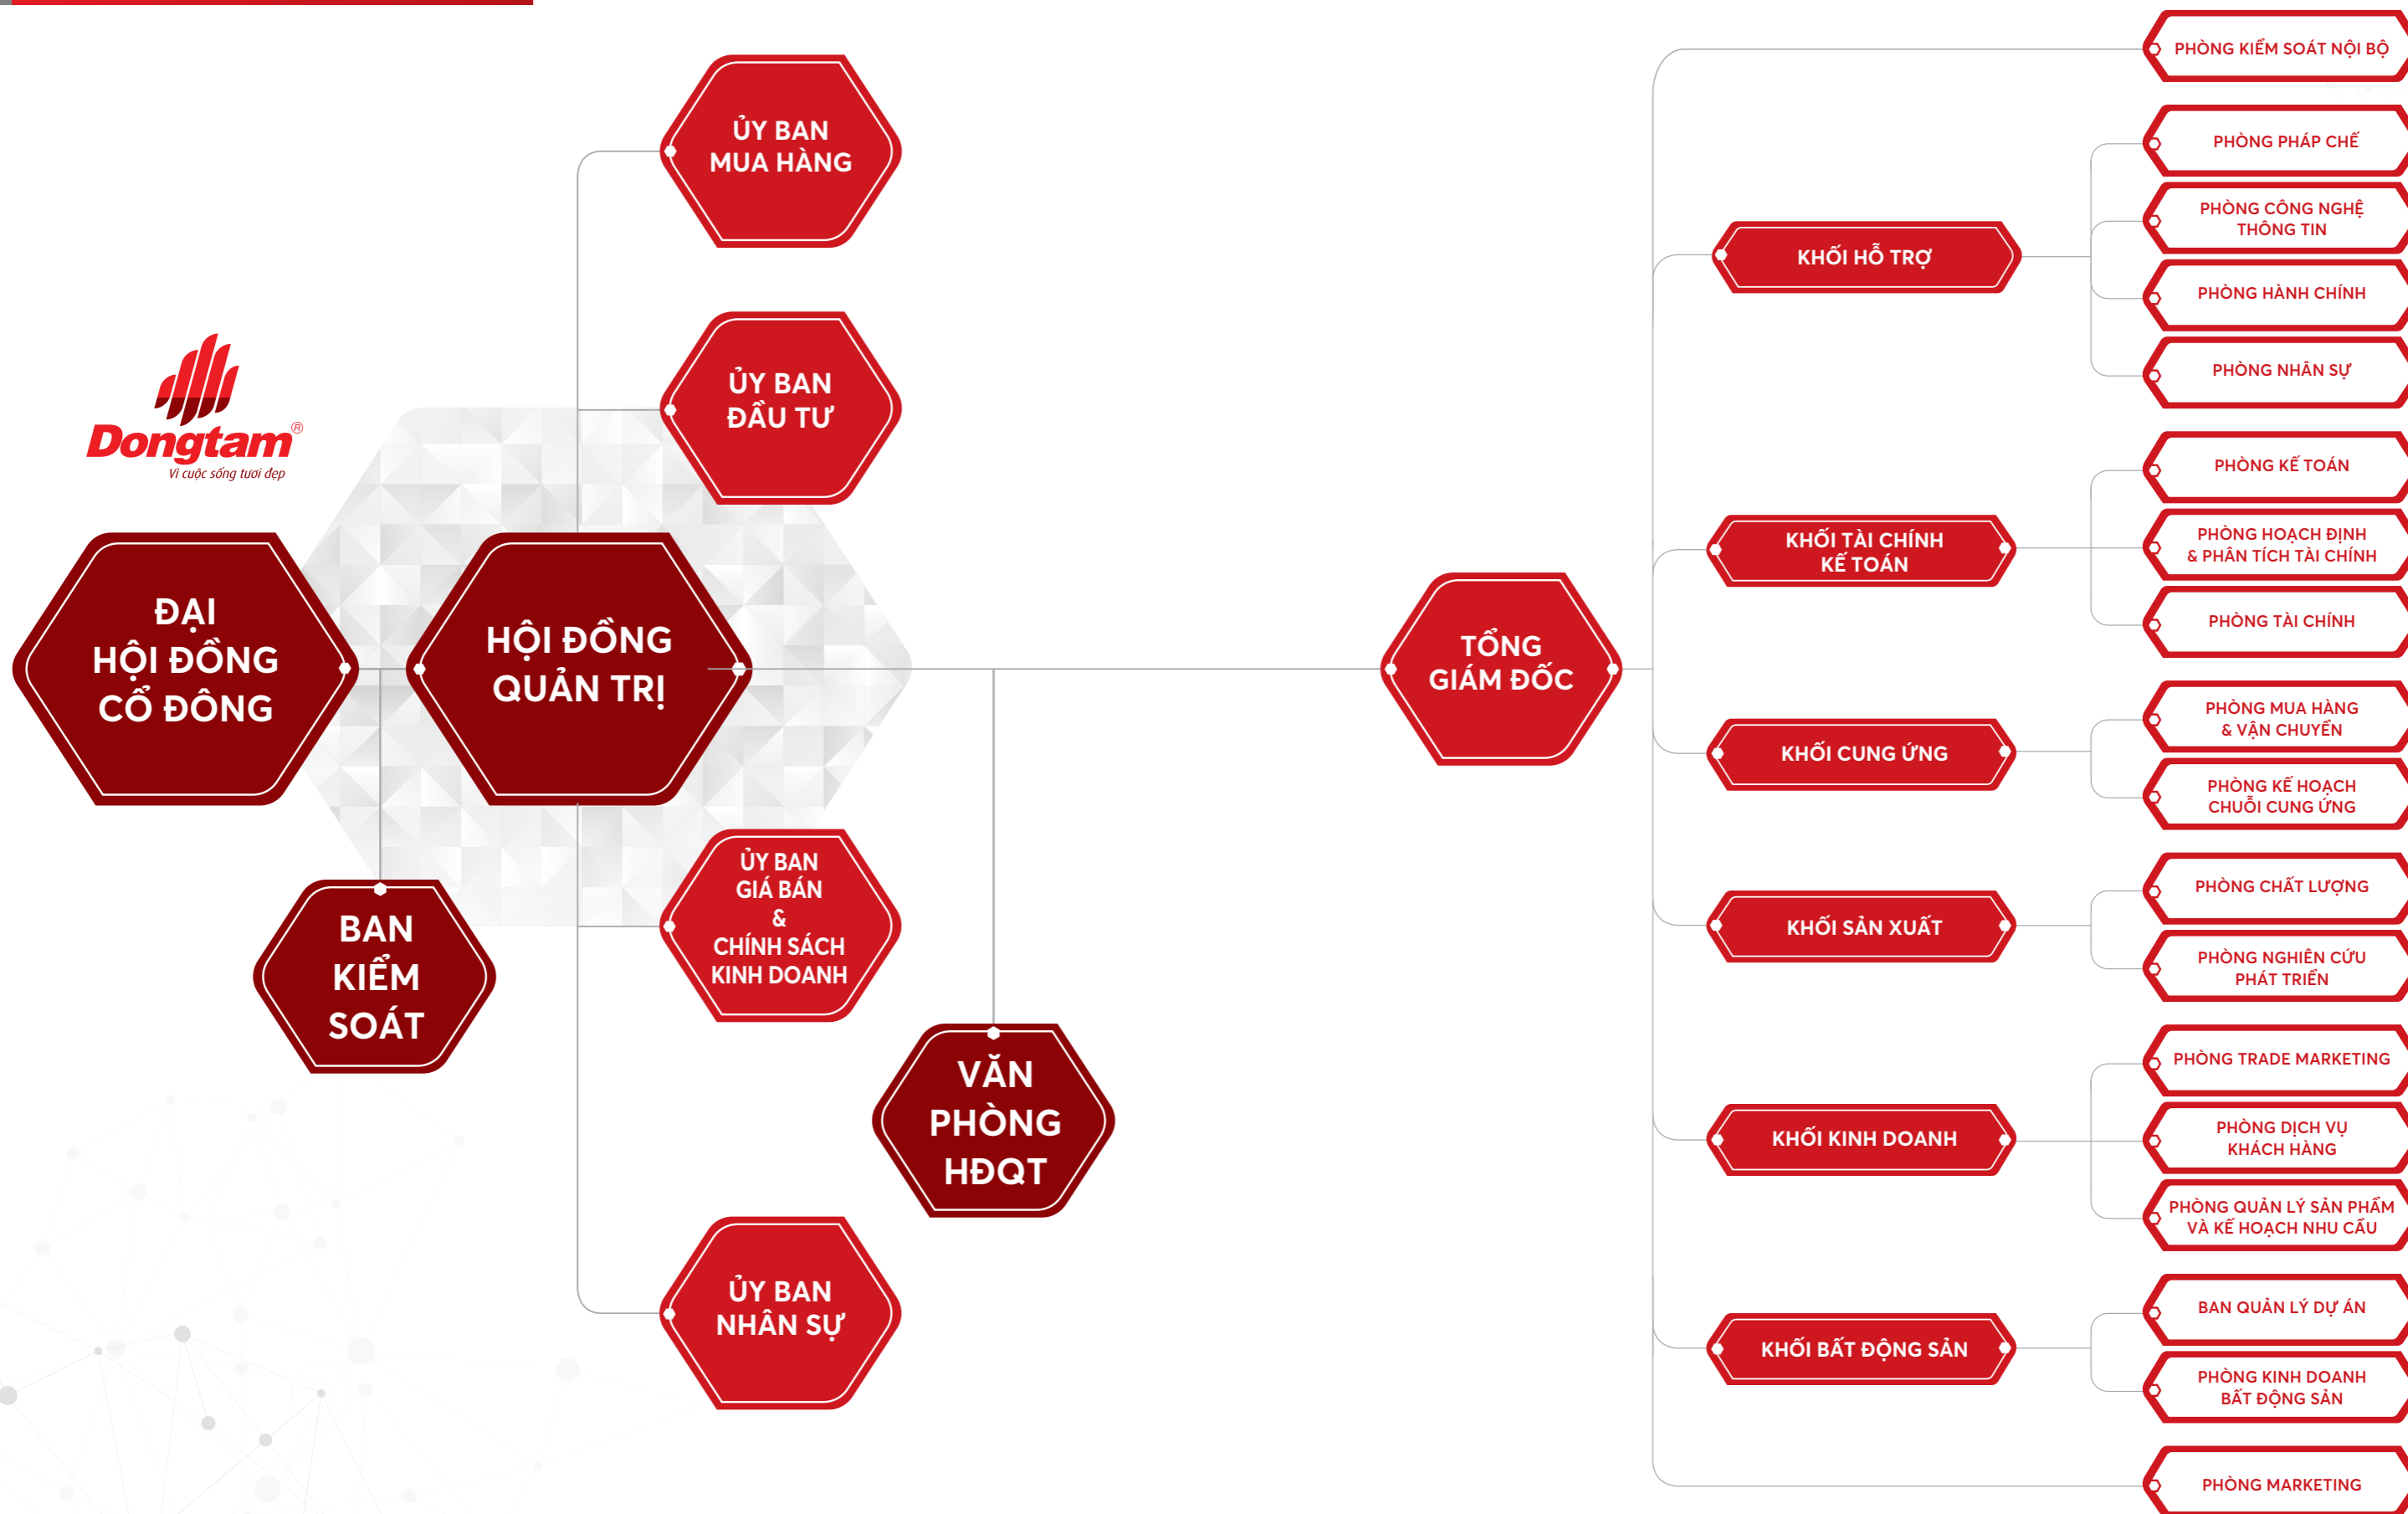 Dongtam®
Vì cuộc sống tươi đẹp
ĐẠI
HỘI ĐỒNG
CỔ ĐÔNG
HỘI ĐỒNG
QUẢN TRỊ
BAN
KIỂM
SOÁT
ỦY BAN
MUA HÀNG
ỦY BAN
ĐẦU TƯ
ỦY BAN
GIÁ BÁN
&
CHÍNH SÁCH
KINH DOANH
ỦY BAN
NHÂN SỰ
VĂN
PHÒNG
HĐQT
TỔNG
GIÁM ĐỐC
PHÒNG KIỂM SOÁT NỘI BỘ
KHỐI HỖ TRỢ
PHÒNG PHÁP CHẾ
PHÒNG CÔNG NGHỆ
THÔNG TIN
PHÒNG HÀNH CHÍNH
PHÒNG NHÂN SỰ
KHỐI TÀI CHÍNH
KẾ TOÁN
PHÒNG KẾ TOÁN
PHÒNG HOẠCH ĐỊNH
& PHÂN TÍCH TÀI CHÍNH
PHÒNG TÀI CHÍNH
KHỐI CUNG ỨNG
PHÒNG MUA HÀNG
& VẬN CHUYỂN
PHÒNG KẾ HOẠCH
CHUỖI CUNG ỨNG
KHỐI SẢN XUẤT
PHÒNG CHẤT LƯỢNG
PHÒNG NGHIÊN CỨU
PHÁT TRIỂN
KHỐI KINH DOANH
PHÒNG TRADE MARKETING
PHÒNG DỊCH VỤ
KHÁCH HÀNG
PHÒNG QUẢN LÝ SẢN PHẨM
VÀ KẾ HOẠCH NHU CẦU
KHỐI BẤT ĐỘNG SẢN
BAN QUẢN LÝ DỰ ÁN
PHÒNG KINH DOANH
BẤT ĐỘNG SẢN
PHÒNG MARKETING